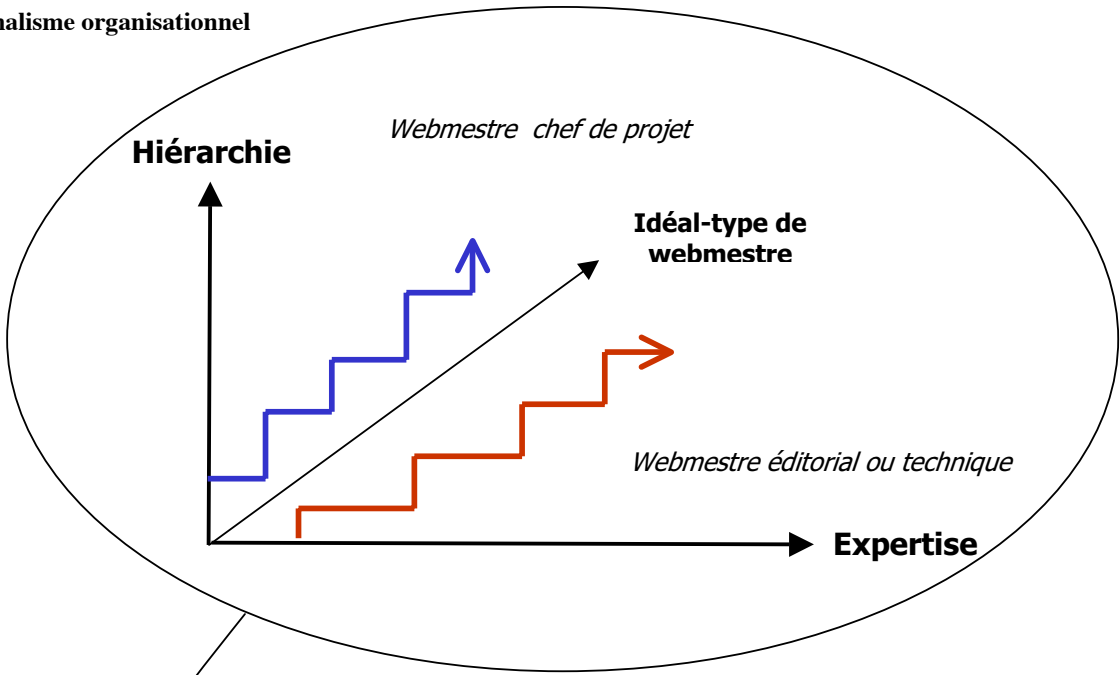 nalisme organisationnel
Webmestre chef de projet
Hiérarchie
Idéal-type de
webmestre
Webmestre éditorial ou technique
Expertise